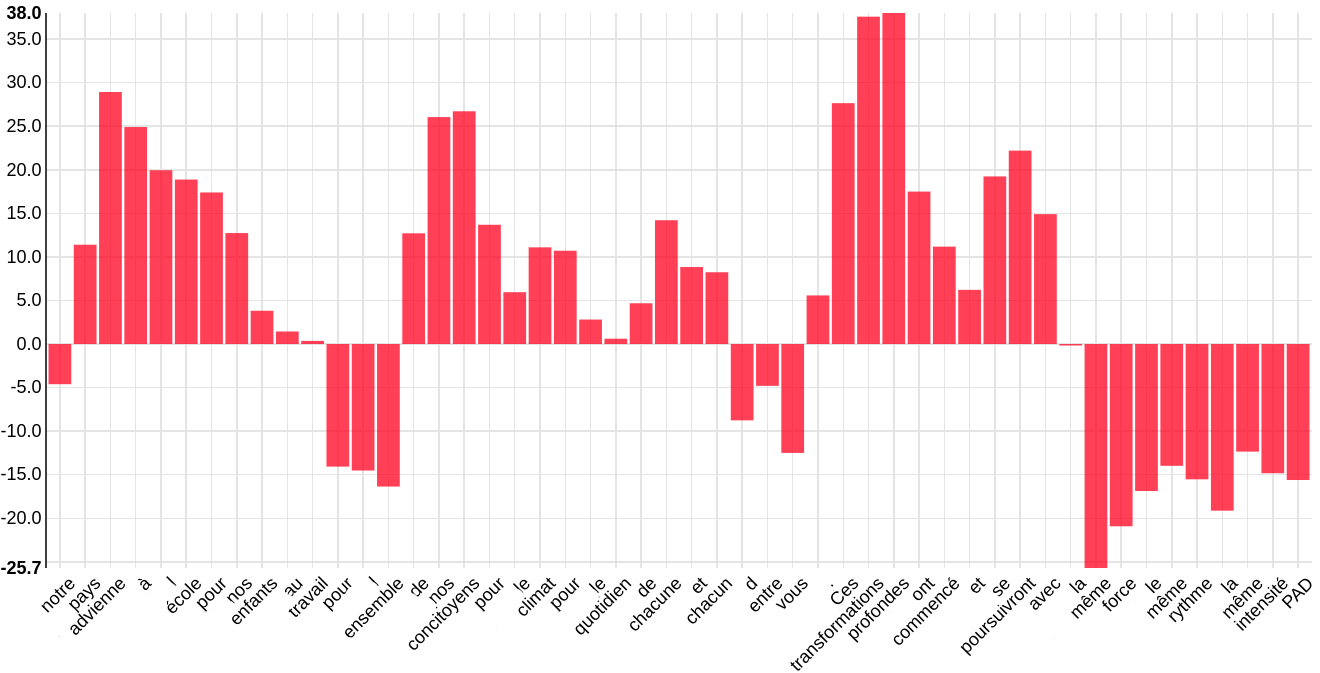 38.0
35.0
30.0
25.0
20.0
15.0
10.0
5.0
0.0
-5.0
-10.0
-15.0
-20.0
-25.7
notre
pays
advienne
à
l
école
pour
nos
enfants
au
travail
pour
l
ensemble
de
nos
concitoyens
pour
le
climat
pour
le
quotidien
de
chacune
et
chacun
d
entre
vous
.
Ces
transformations
profondes
ont
commencé
et
se
poursuivront
avec
la
même
force
le
même
rythme
la
même
intensité
PAD